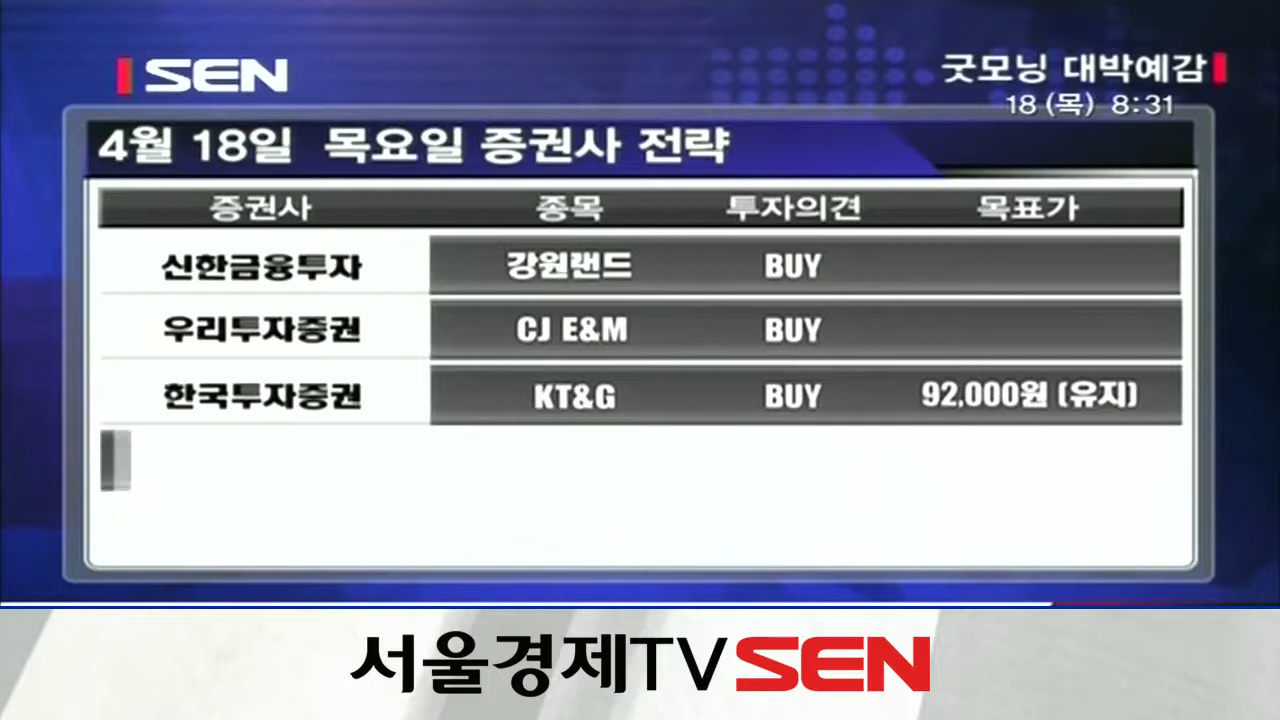 SEN
굿모닝 대박예감
18 (목) 8:31
4월 18일 목요일 증권사 전략
증권사 종목 투자의견 목표가
신한금융투자 강원랜드 BUY
우리투자증권 CJ E&M BUY
한국투자증권 KT&G BUY 92,000원 (유지)
서울경제TV SEN